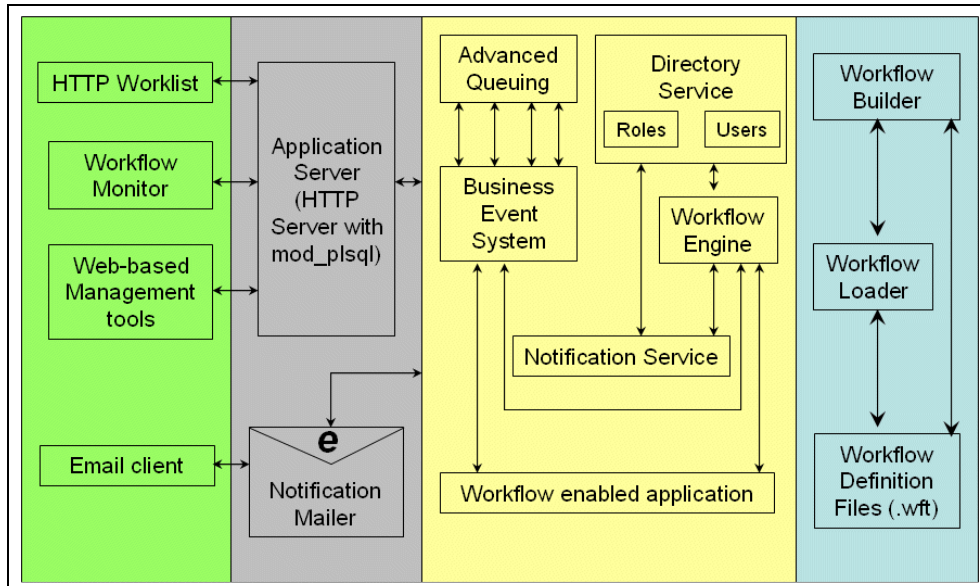 HTTP Worklist
Workflow
Monitor
Web-based
Management
tools
Email client
Application
Server
(HTTP
Server with
mod_plsql)
e
Notification
Mailer
Advanced
Queuing
Business
Event
System
Directory
Service
Roles
Users
Workflow
Engine
Notification Service
Workflow enabled application
Workflow
Builder
Workflow
Loader
Workflow
Definition
Files (.wft)